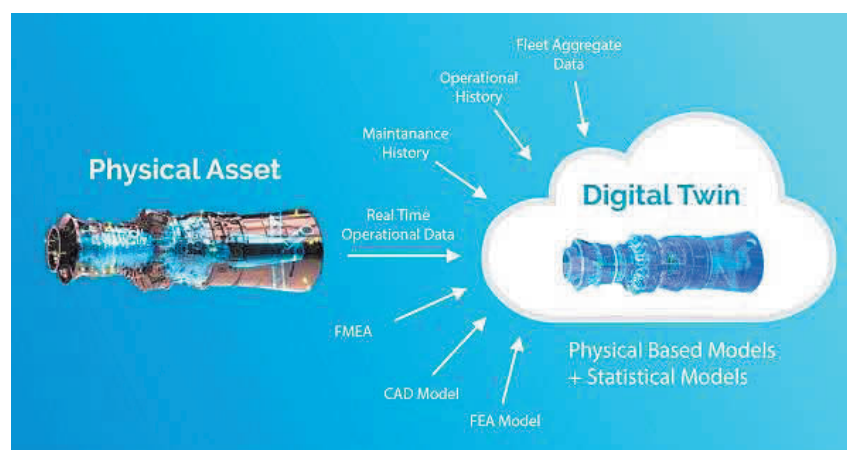 Fleet Aggregate
Data
Operational
History
Maintanance
History
Physical Asset
Digital Twin
Real Time
Operational Data
FMEA
CAD Model
FEA Model
Physical Based Models
+ Statistical Models